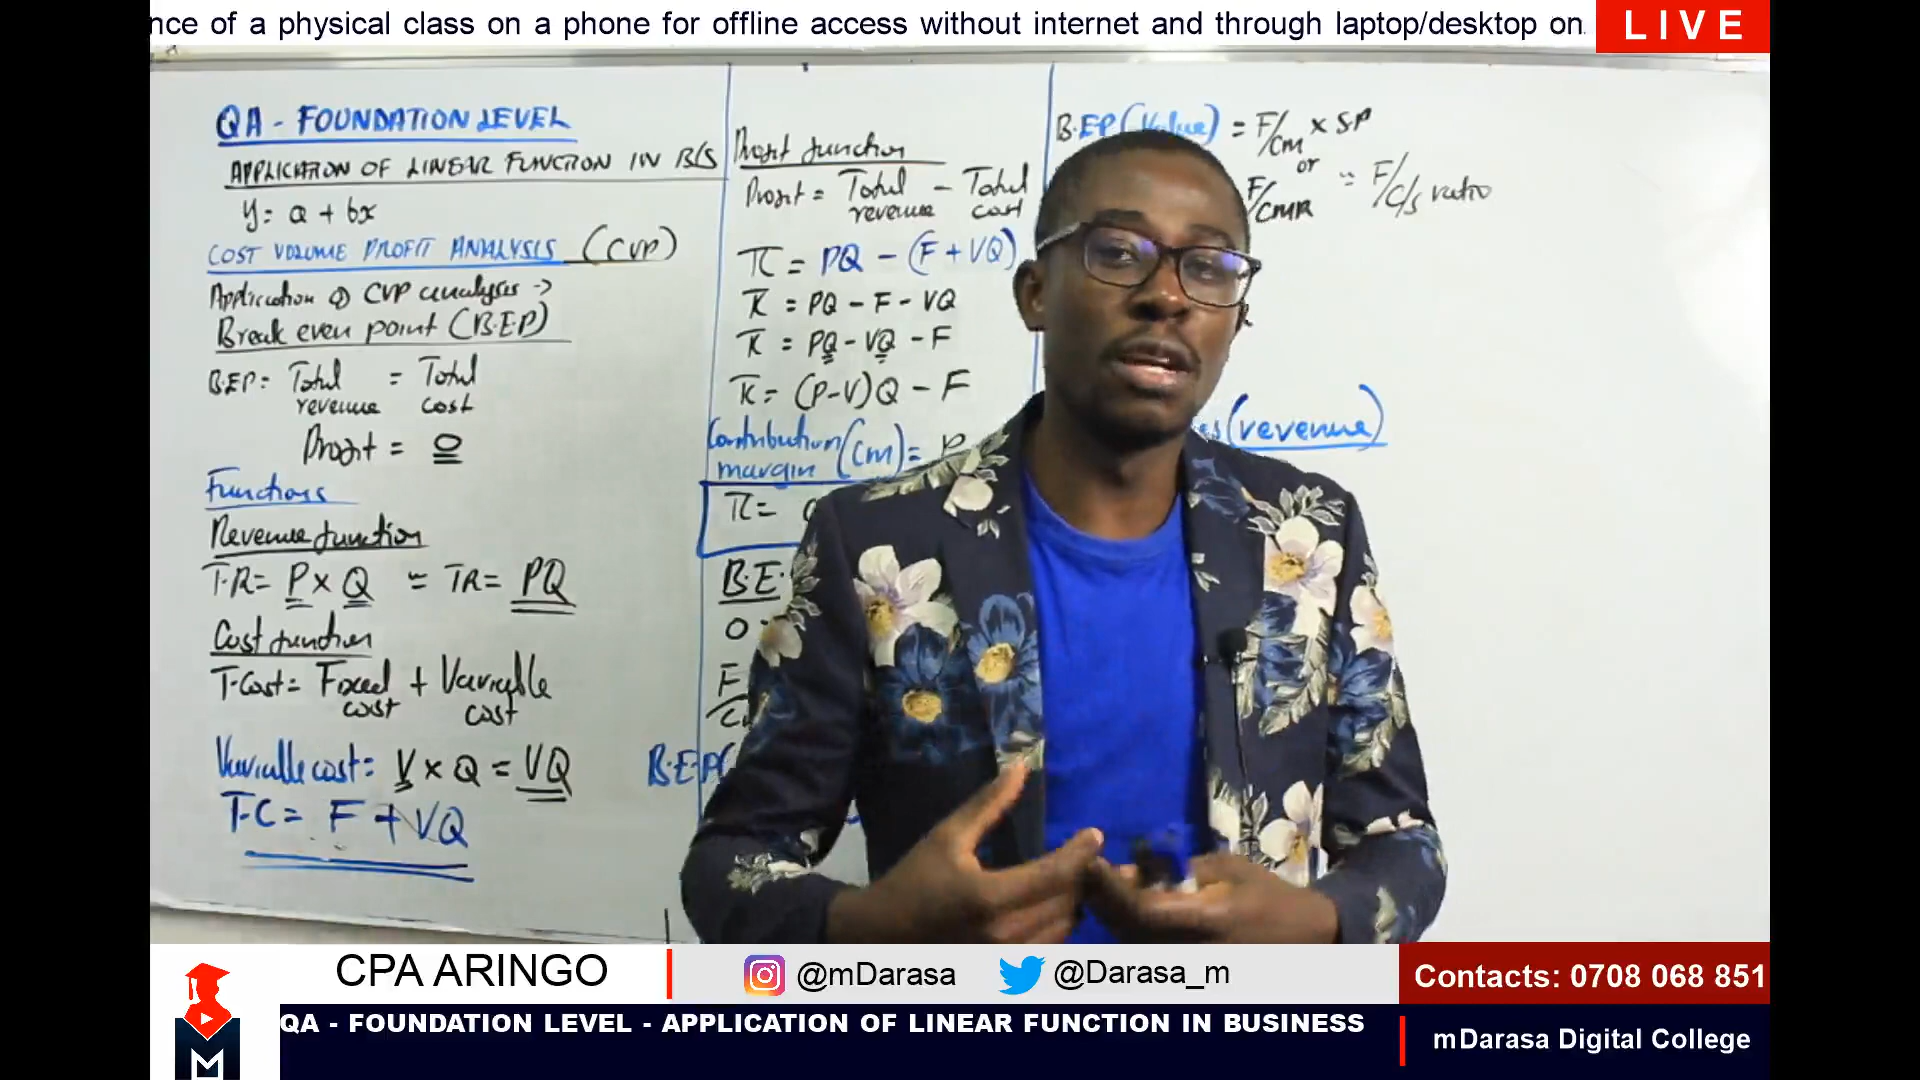 nce of a physical class on a phone for offline access without internet and through laptop/desktop on
LIVE
QA - FOUNDATION LEVEL
APPLICATION OF LINEAR FUNCTION IN B/S
y = a + bx
COST VOLUME PROFIT ANALYSIS (CVP)
Application of CVP analyses →
Break even point (B.E.P)
B.E.P = Total revenue = Total cost
Profit = 0
Functions
Revenue function
T.R = P x Q = TR = PQ
Cost function
T.Cost = Fixed cost + Variable cost
Variable cost = V x Q = VQ
T.C = F + VQ
Profit function
Profit = Total revenue - Total cost
π = PQ - (F + VQ)
π = PQ - F - VQ
π = PQ - VQ - F
π = (P-V)Q - F
Contribution margin (CM) = P
π =
B.E.
0
F
B.E.P(
B.E.P (Value) = F/CM x S.P
or
F/CMR = F/C/S ratio
(revenue)
CPA ARINGO
@mDarasa
@Darasa_m
Contacts: 0708 068 851
QA - FOUNDATION LEVEL - APPLICATION OF LINEAR FUNCTION IN BUSINESS
mDarasa Digital College
M